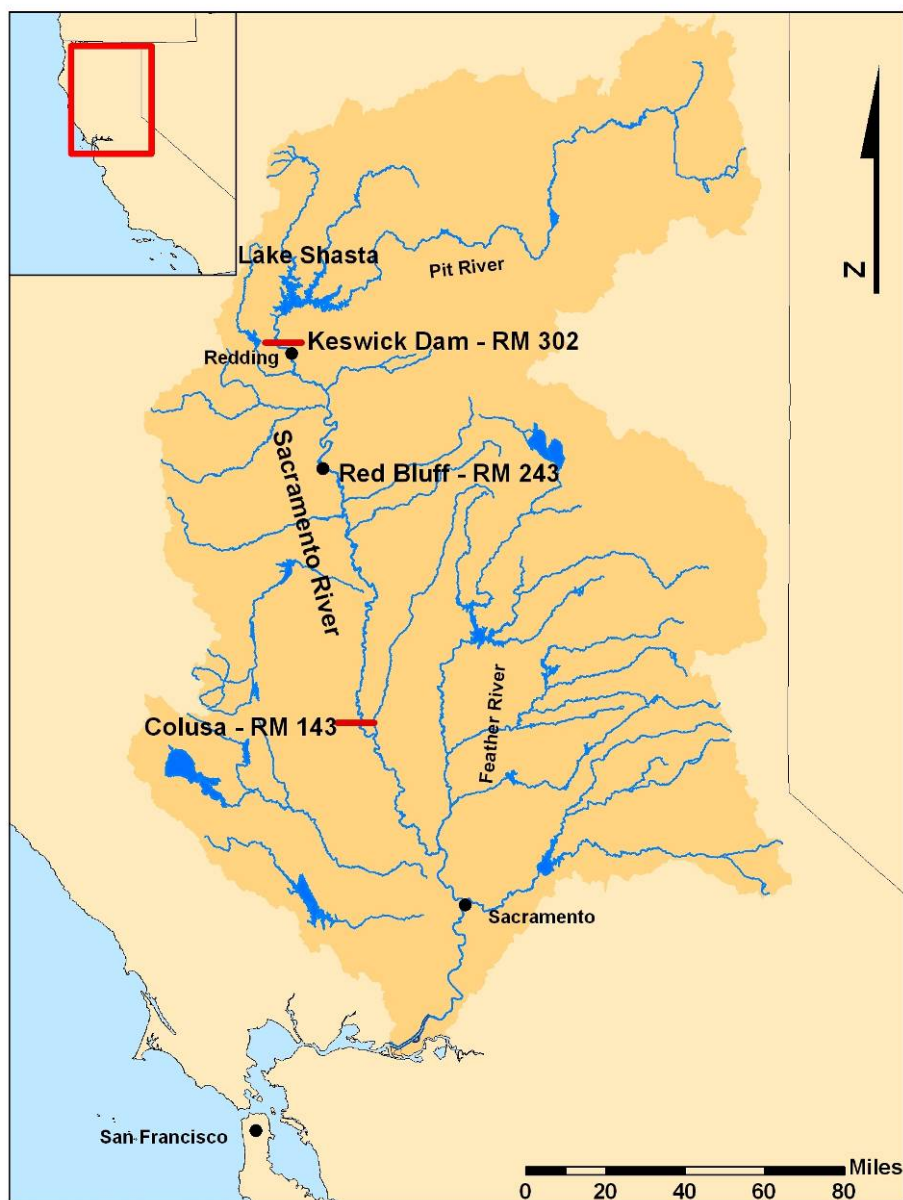 N
Lake Shasta
Pit River
Keswick Dam - RM 302
Redding
Sacramento River
Red Bluff - RM 243
Feather River
Colusa - RM 143
Sacramento
San Francisco
Miles
0 20 40 60 80